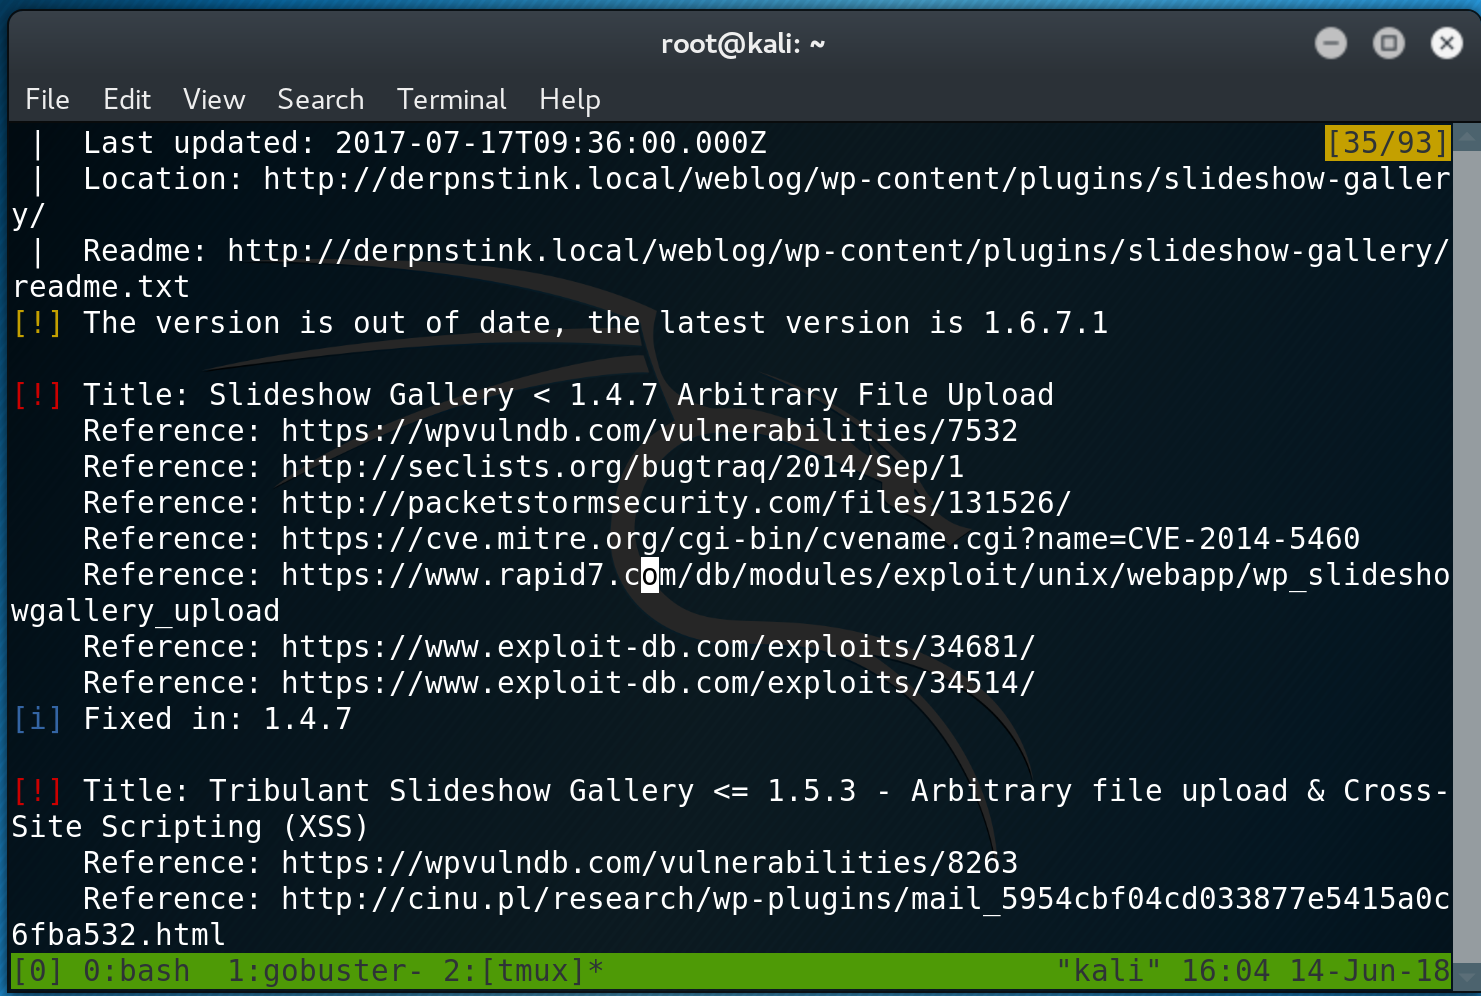 root@kali: ~
File Edit View Search Terminal Help
| Last updated: 2017-07-17T09:36:00.000Z [35/93]
| Location: http://derpnstink.local/weblog/wp-content/plugins/slideshow-galler
y/
| Readme: http://derpnstink.local/weblog/wp-content/plugins/slideshow-gallery/
readme.txt
[!] The version is out of date, the latest version is 1.6.7.1
[!] Title: Slideshow Gallery < 1.4.7 Arbitrary File Upload
Reference: https://wpvulndb.com/vulnerabilities/7532
Reference: http://seclists.org/bugtraq/2014/Sep/1
Reference: http://packetstormsecurity.com/files/131526/
Reference: https://cve.mitre.org/cgi-bin/cvename.cgi?name=CVE-2014-5460
Reference: https://www.rapid7.com/db/modules/exploit/unix/webapp/wp_slidesho
wgallery_upload
Reference: https://www.exploit-db.com/exploits/34681/
Reference: https://www.exploit-db.com/exploits/34514/
[i] Fixed in: 1.4.7
[!] Title: Tribulant Slideshow Gallery <= 1.5.3 - Arbitrary file upload & Cross-
Site Scripting (XSS)
Reference: https://wpvulndb.com/vulnerabilities/8263
Reference: http://cinu.pl/research/wp-plugins/mail_5954cbf04cd033877e5415a0c
6fba532.html
[0] 0:bash 1:gobuster- 2:[tmux]* "kali" 16:04 14-Jun-18